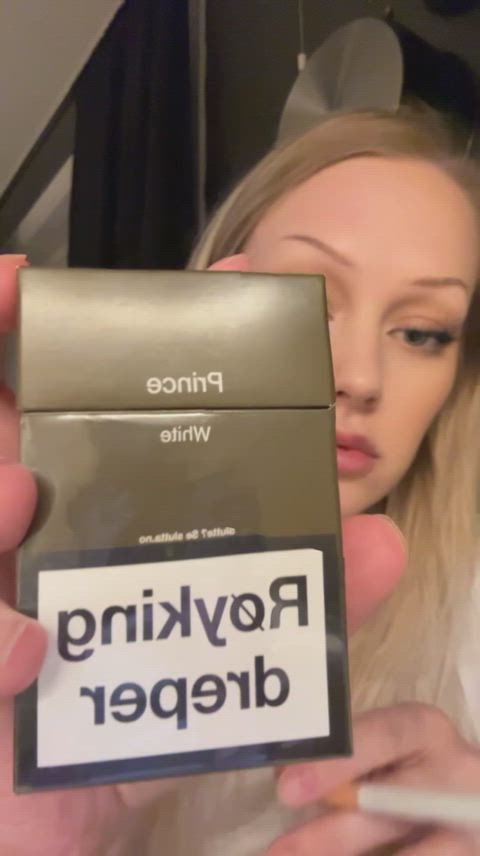 Prince
White
Slutte? Se slutta.no
Røyking
dreper